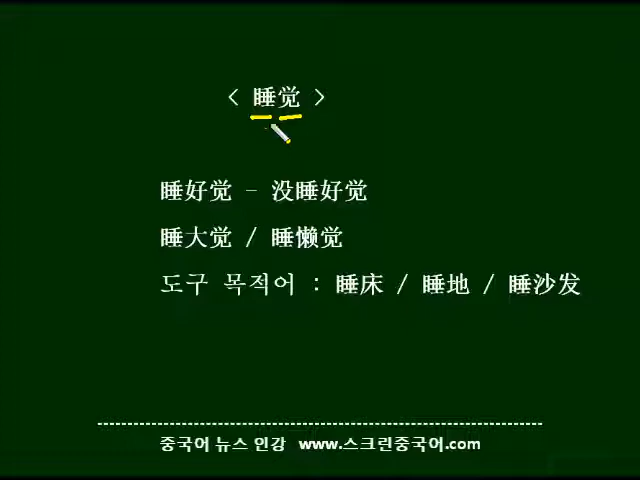 < 睡觉 >
睡好觉 - 没睡好觉
睡大觉 / 睡懒觉
도구 목적어 : 睡床 / 睡地 / 睡沙发
중국어 뉴스 인강 www.스크린중국어.com